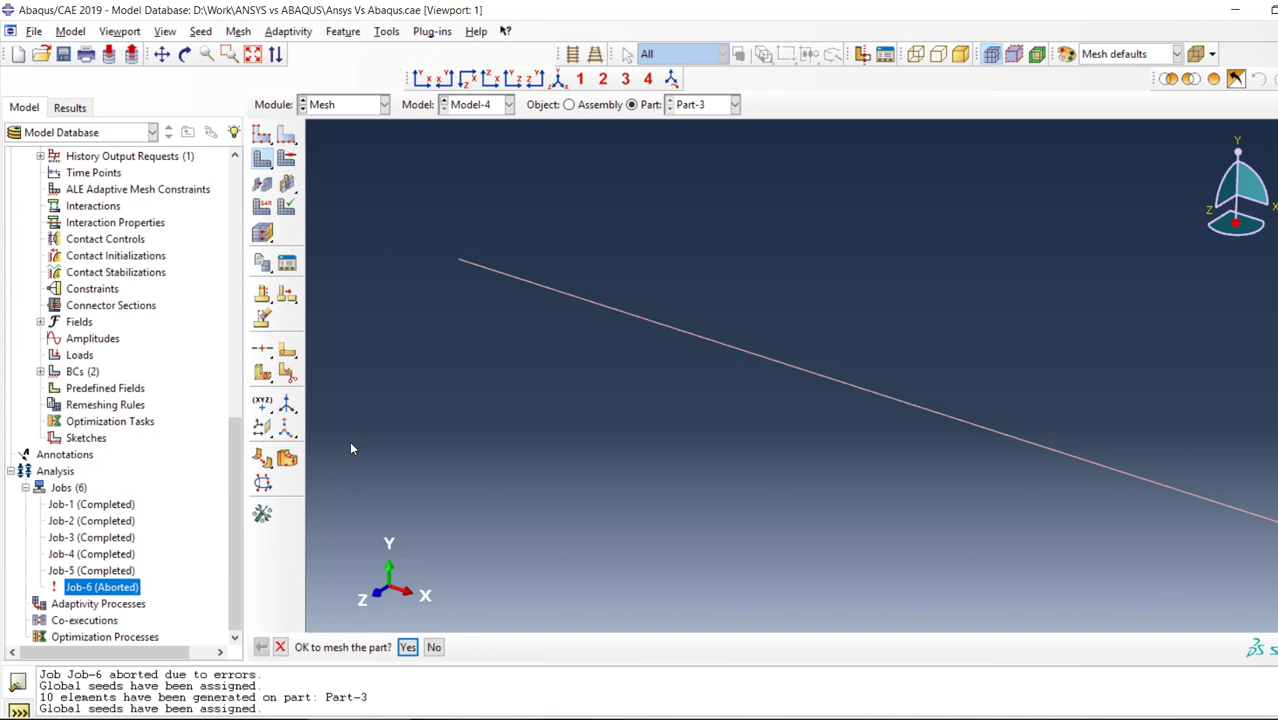 Abaqus/CAE 2019 - Model Database: D:\Work\ANSYS vs ABAQUS\Ansys Vs Abaqus.cae [Viewport: 1]
File Model Viewport View Seed Mesh Adaptivity Feature Tools Plug-ins Help
All
Mesh defaults
1 2 3 4
Model Results
Module: Mesh Model: Model-4 Object: Assembly Part: Part-3
Model Database
History Output Requests (1)
Time Points
ALE Adaptive Mesh Constraints
Interactions
Interaction Properties
Contact Controls
Contact Initializations
Contact Stabilizations
Constraints
Connector Sections
Fields
Amplitudes
Loads
BCs (2)
Predefined Fields
Remeshing Rules
Optimization Tasks
Sketches
Annotations
Analysis
Jobs (6)
Job-1 (Completed)
Job-2 (Completed)
Job-3 (Completed)
Job-4 (Completed)
Job-5 (Completed)
Job-6 (Aborted)
Adaptivity Processes
Co-executions
Optimization Processes
(XYZ)
Y
Z
X
Y
Z
X
OK to mesh the part? Yes No
Job Job-6 aborted due to errors.
Global seeds have been assigned.
10 elements have been generated on part: Part-3
Global seeds have been assigned.
>>>